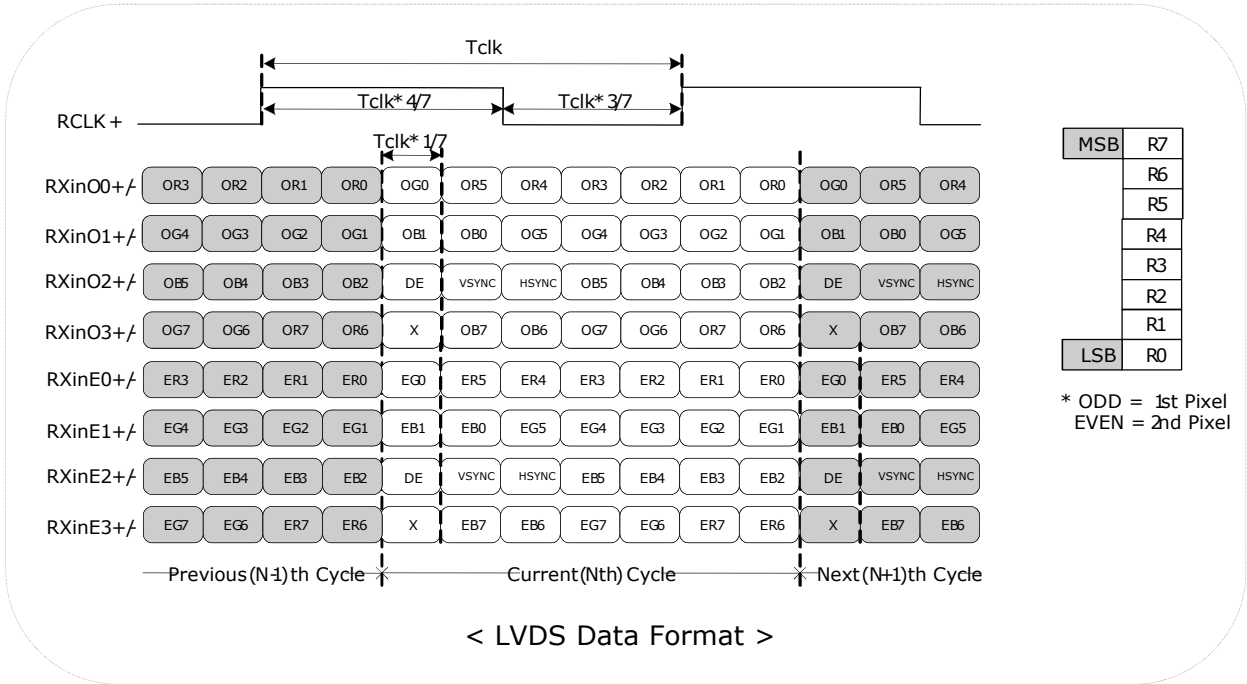 Tclk
Tclk* 4/7 Tclk* 3/7
RCLK +
Tclk* 1/7
MSB R7
R6
R5
R4
R3
R2
R1
LSB R0
* ODD = 1st Pixel
EVEN = 2nd Pixel
RXinO0+/- OR3 OR2 OR1 OR0 OG0 OR5 OR4 OR3 OR2 OR1 OR0 OG0 OR5 OR4
RXinO1+/- OG4 OG3 OG2 OG1 OB1 OB0 OG5 OG4 OG3 OG2 OG1 OB1 OB0 OG5
RXinO2+/- OB5 OB4 OB3 OB2 DE VSYNC HSYNC OB5 OB4 OB3 OB2 DE VSYNC HSYNC
RXinO3+/- OG7 OG6 OR7 OR6 X OB7 OB6 OG7 OG6 OR7 OR6 X OB7 OB6
RXinE0+/- ER3 ER2 ER1 ER0 EG0 ER5 ER4 ER3 ER2 ER1 ER0 EG0 ER5 ER4
RXinE1+/- EG4 EG3 EG2 EG1 EB1 EB0 EG5 EG4 EG3 EG2 EG1 EB1 EB0 EG5
RXinE2+/- EB5 EB4 EB3 EB2 DE VSYNC HSYNC EB5 EB4 EB3 EB2 DE VSYNC HSYNC
RXinE3+/- EG7 EG6 ER7 ER6 X EB7 EB6 EG7 EG6 ER7 ER6 X EB7 EB6
Previous(N-1)th Cycle Current(Nth) Cycle Next(N+1)th Cycle
< LVDS Data Format >